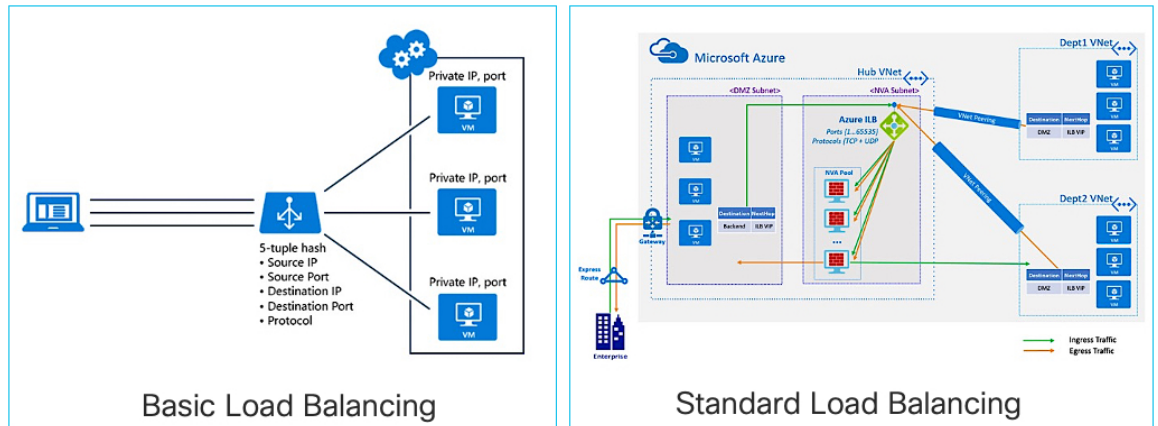 Private IP, port
VM
Private IP, port
VM
Private IP, port
VM
5-tuple hash
• Source IP
• Source Port
• Destination IP
• Destination Port
• Protocol
Basic Load Balancing
Microsoft Azure
Hub VNet
<DMZ Subnet>
<NVA Subnet>
Azure ILB
Ports [1...65535]
Protocols [TCP + UDP
NVA Pool
...
Destination NextHop
Backend ILB VIP
Gateway
Express
Route
Enterprise
VNet Peering
VNet Peering
Dept1 VNet
Destination NextHop
DMZ ILB VIP
VM
VM
VM
Dept2 VNet
Destination NextHop
DMZ ILB VIP
Ingress Traffic
Egress Traffic
Standard Load Balancing